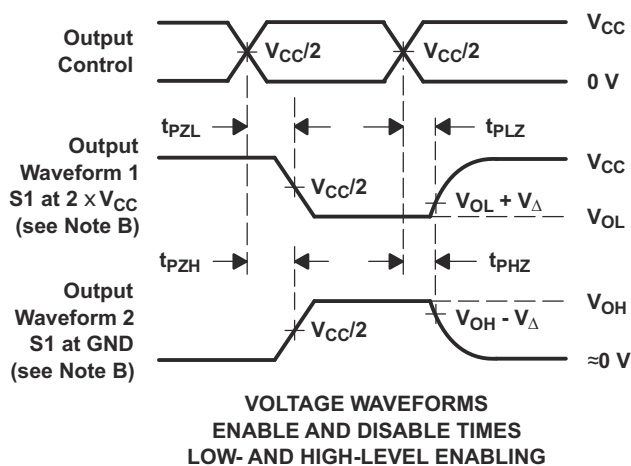 Output
Control
V_CC/2
V_CC/2
V_CC
0 V
t_PZL
t_PLZ
Output
Waveform 1
S1 at 2 x V_CC
(see Note B)
V_CC/2
V_CC
V_OL + V_Δ
V_OL
t_PZH
t_PHZ
Output
Waveform 2
S1 at GND
(see Note B)
V_CC/2
V_OH
V_OH - V_Δ
≈0 V
VOLTAGE WAVEFORMS
ENABLE AND DISABLE TIMES
LOW- AND HIGH-LEVEL ENABLING